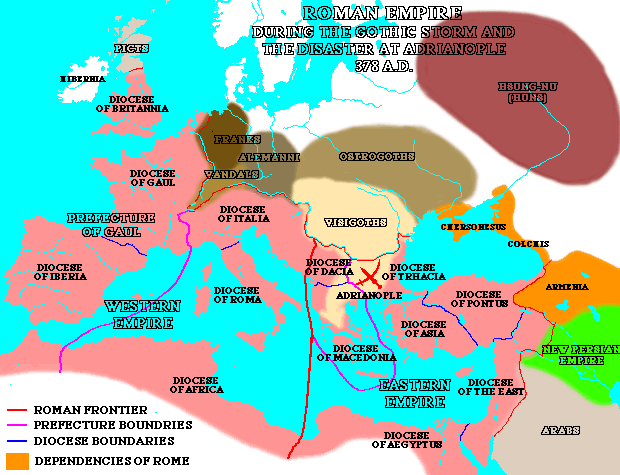 ROMAN EMPIRE
DURING THE GOTHIC STORM AND
THE DISASTER AT ADRIANOPLE
378 A.D.
PICTS
HIBERNIA
DIOCESE
OF BRITANNIA
HSUNG-NU
(HUNS)
FRANKS
ALEMANNI
VANDALS
OSTROGOTHS
DIOCESE
OF GAUL
PREFECTURE
OF GAUL
DIOCESE
OF ITALIA
VISIGOTHS
CHERSONESUS
COLCHIS
DIOCESE
OF IBERIA
DIOCESE
OF DACIA
DIOCESE
OF TRHACIA
ADRIANOPLE
ARMENIA
DIOCESE
OF ROMA
DIOCESE
OF PONTUS
WESTERN
EMPIRE
DIOCESE
OF ASIA
DIOCESE
OF MACEDONIA
NEW PERSIAN
EMPIRE
DIOCESE
OF AFRICA
EASTERN
EMPIRE
DIOCESE
OF THE EAST
ARABS
DIOCESE
OF AEGYPTUS
ROMAN FRONTIER
PREFECTURE BOUNDRIES
DIOCESE BOUNDARIES
DEPENDENCIES OF ROME